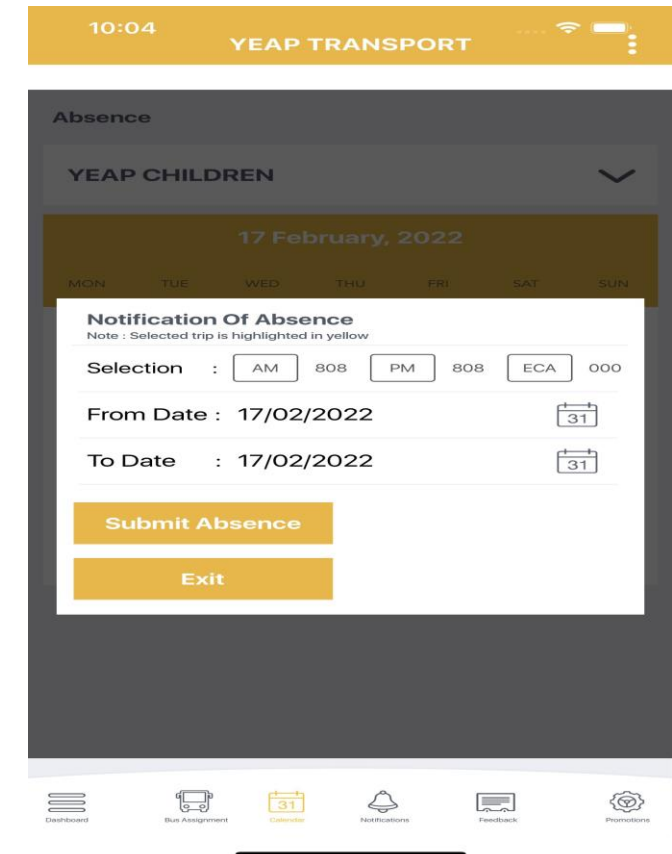 10:04
YEAP TRANSPORT
Absence
YEAP CHILDREN
17 February, 2022
MON TUE WED THU FRI SAT SUN
Notification Of Absence
Note : Selected trip is highlighted in yellow
Selection : AM 808 PM 808 ECA 000
From Date : 17/02/2022 31
To Date : 17/02/2022 31
Submit Absence
Exit
31
Dashboard Bus Assignment Calendar Notifications Feedback Promotions